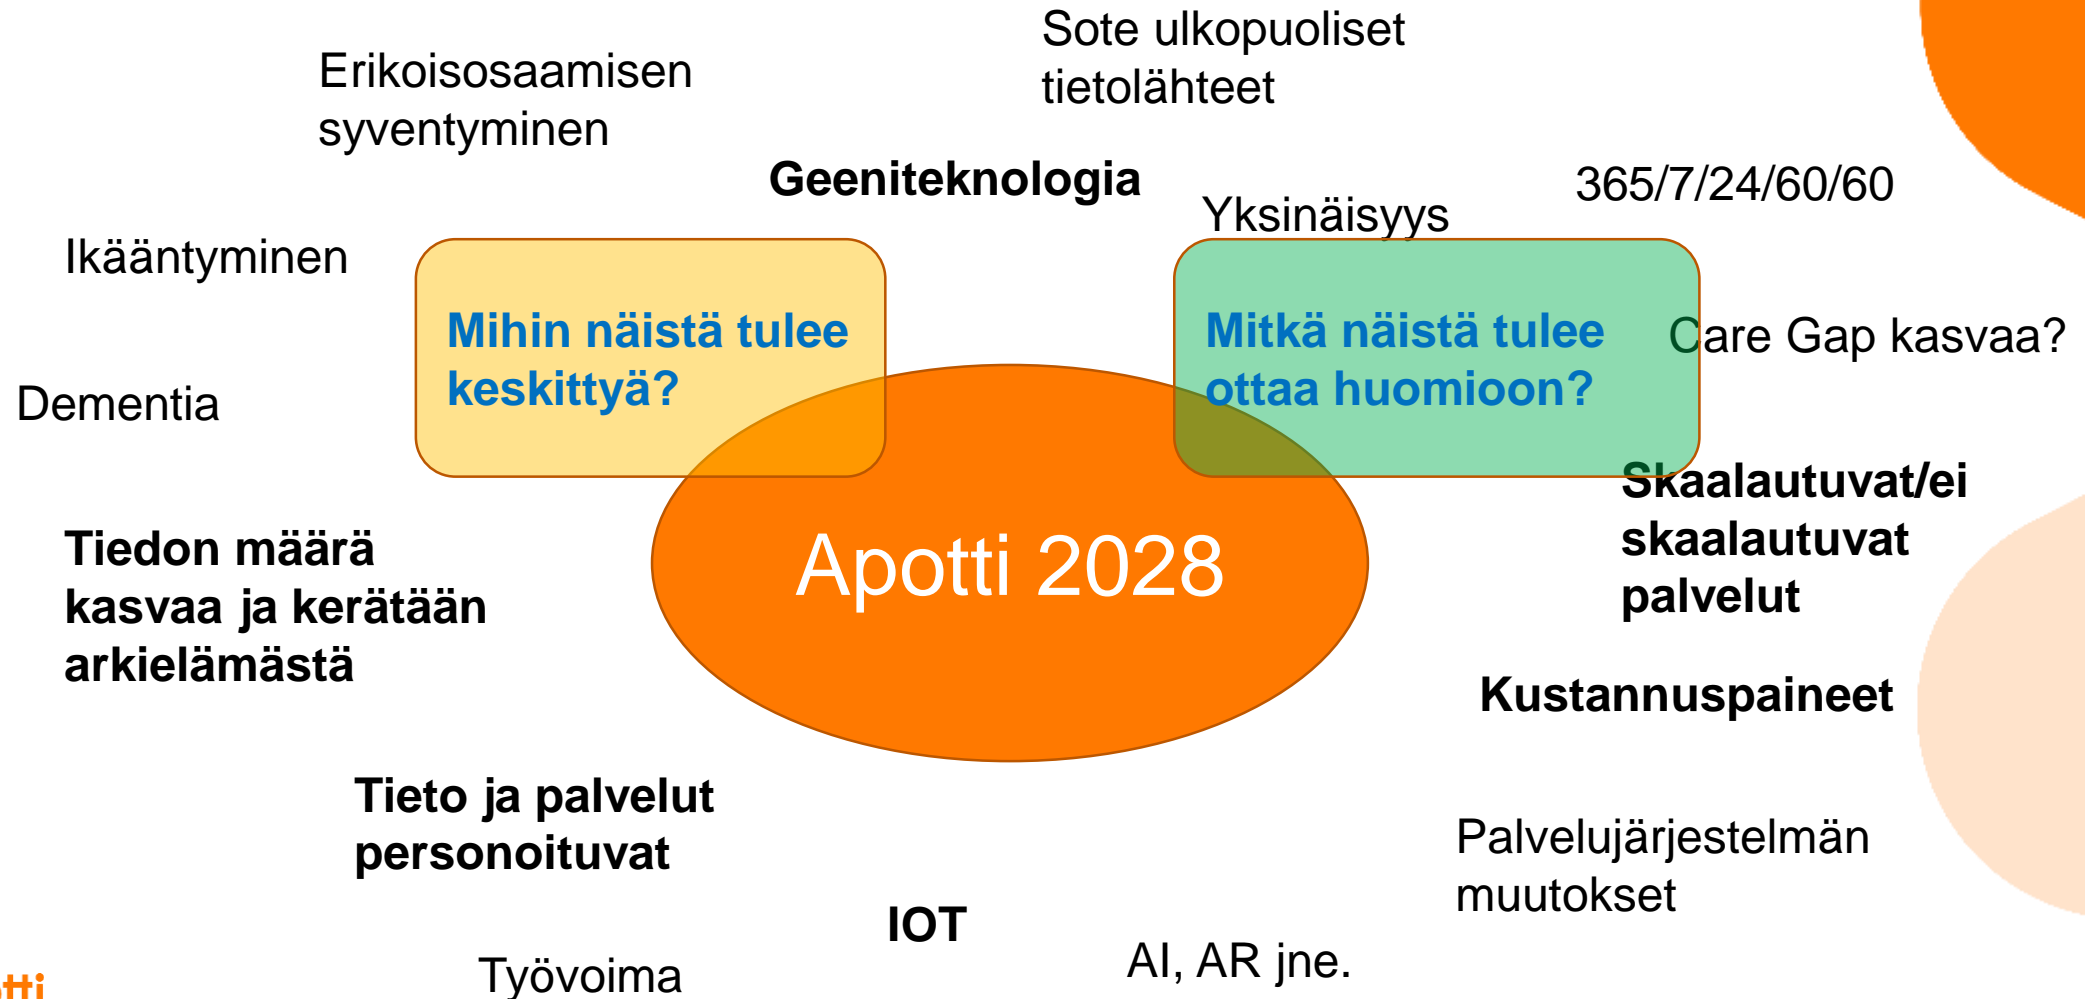 Sote ulkopuoliset
tietolähteet
Erikoisosaamisen
syventyminen
Geeniteknologia
365/7/24/60/60
Yksinäisyys
Ikääntyminen
Mihin näistä tulee
keskittyä?
Mitkä näistä tulee
ottaa huomioon?
Care Gap kasvaa?
Dementia
Skaalautuvat/ei
skaalautuvat
palvelut
Apotti 2028
Tiedon määrä
kasvaa ja kerätään
arkielämästä
Kustannuspaineet
Tieto ja palvelut
personoituvat
Palvelujärjestelmän
muutokset
IOT
AI, AR jne.
Työvoima